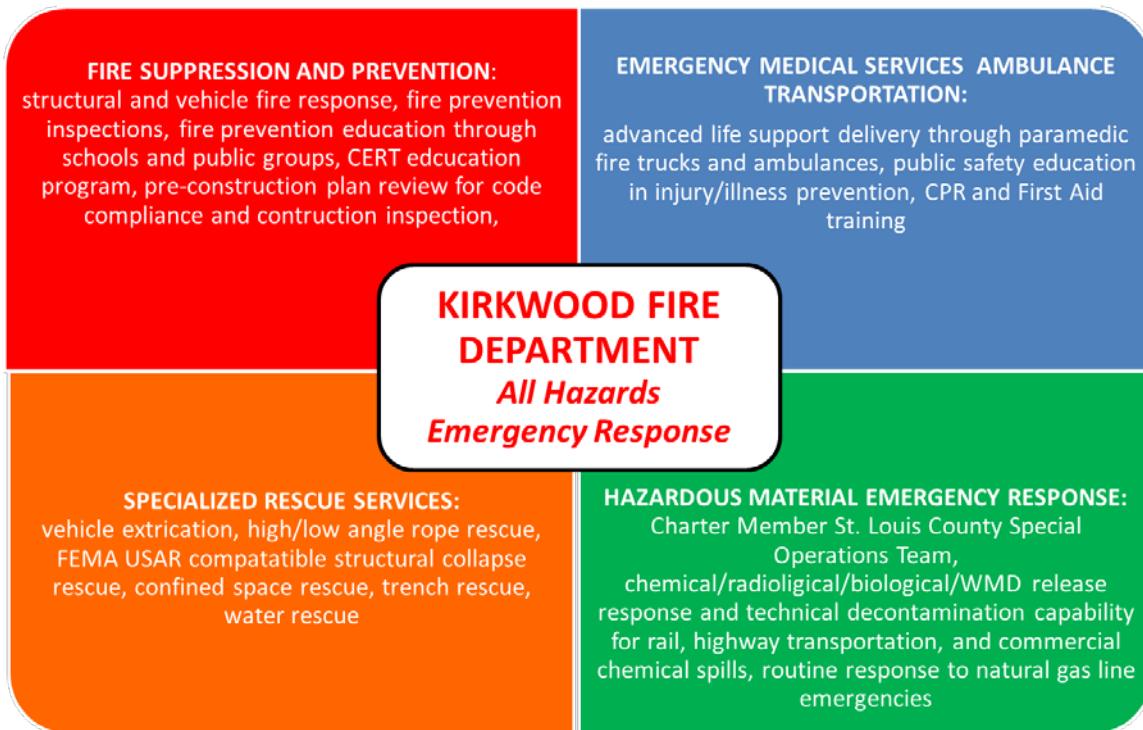 FIRE SUPPRESSION AND PREVENTION:
structural and vehicle fire response, fire prevention
inspections, fire prevention education through
schools and public groups, CERT edcucation
program, pre-construction plan review for code
compliance and contruction inspection,
EMERGENCY MEDICAL SERVICES AMBULANCE
TRANSPORTATION:
advanced life support delivery through paramedic
fire trucks and ambulances, public safety education
in injury/illness prevention, CPR and First Aid
training
KIRKWOOD FIRE
DEPARTMENT
All Hazards
Emergency Response
SPECIALIZED RESCUE SERVICES:
vehicle extrication, high/low angle rope rescue,
FEMA USAR compatatible structural collapse
rescue, confined space rescue, trench rescue,
water rescue
HAZARDOUS MATERIAL EMERGENCY RESPONSE:
Charter Member St. Louis County Special
Operations Team,
chemical/radioligical/biological/WMD release
response and technical decontamination capability
for rail, highway transportation, and commercial
chemical spills, routine response to natural gas line
emergencies